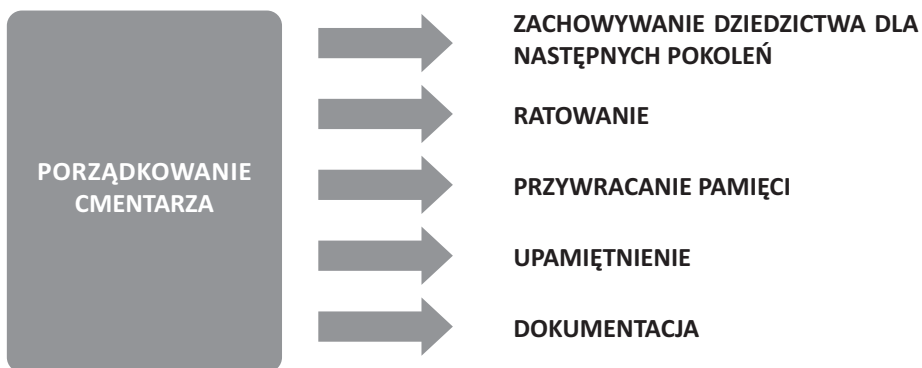 PORZĄDKOWANIE
CMENTARZA
ZACHOWYWANIE DZIEDZICTWA DLA
NASTĘPNYCH POKOLEŃ
RATOWANIE
PRZYWRACANIE PAMIĘCI
UPAMIĘTNIENIE
DOKUMENTACJA